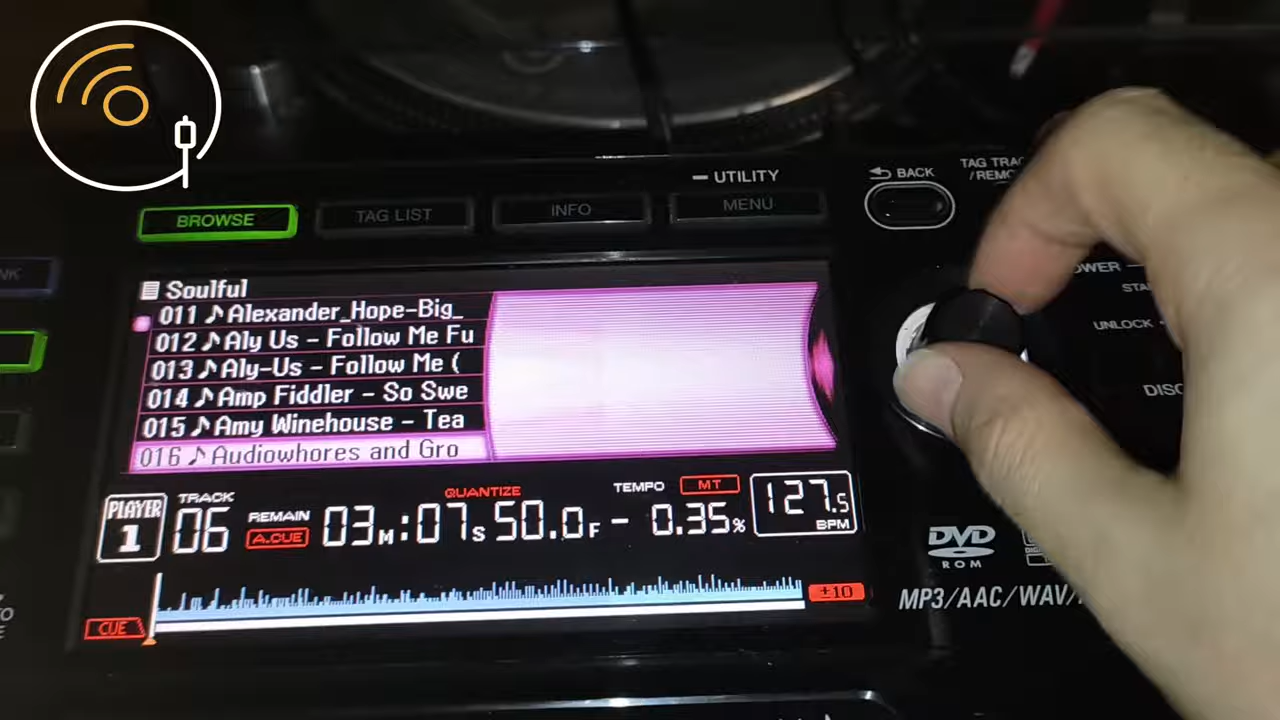 UTILITY
BACK
TAG TRAC
/REMO
BROWSE
TAG LIST
INFO
MENU
NK
Soulful
011 ♪ Alexander_Hope-Big_
012 ♪ Aly Us - Follow Me Fu
013 ♪ Aly-Us - Follow Me (
014 ♪ Amp Fiddler - So Swe
015 ♪ Amy Winehouse - Tea
016 ♪ Audiowhores and Gro
OWER
STA
UNLOCK
DISC
PLAYER
1
TRACK
06
REMAIN
A.CUE
QUANTIZE
03M:07S 50.0F
TEMPO
MT
- 0.35%
127.5
BPM
±10
CUE
DVD
ROM
MP3/AAC/WAV/